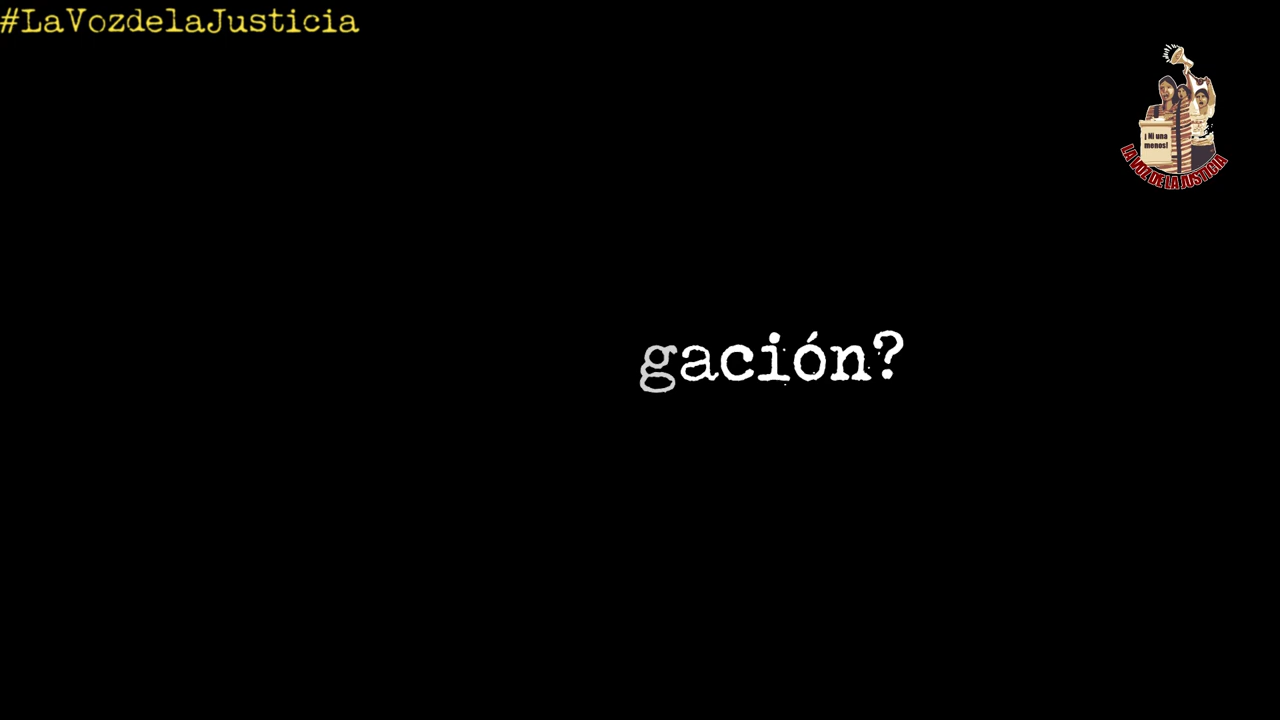 #LaVozdelaJusticia
¡Ni una
menos!
LA VOZ DE LA JUSTICIA
gación?